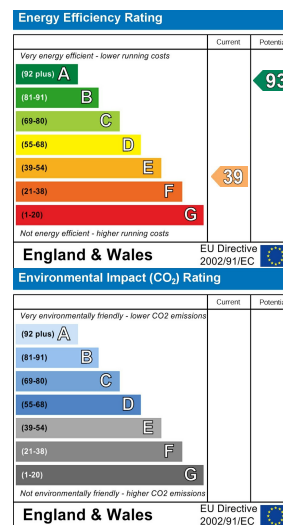 Energy Efficiency Rating
Current Potential
Very energy efficient - lower running costs
(92 plus) A
(81-91) B
(69-80) C
(55-68) D
(39-54) E
(21-38) F
(1-20) G
39
93
Not energy efficient - higher running costs
England & Wales
EU Directive
2002/91/EC
Environmental Impact (CO₂) Rating
Current Potential
Very environmentally friendly - lower CO2 emissions
(92 plus) A
(81-91) B
(69-80) C
(55-68) D
(39-54) E
(21-38) F
(1-20) G
Not environmentally friendly - higher CO2 emissions
England & Wales
EU Directive
2002/91/EC